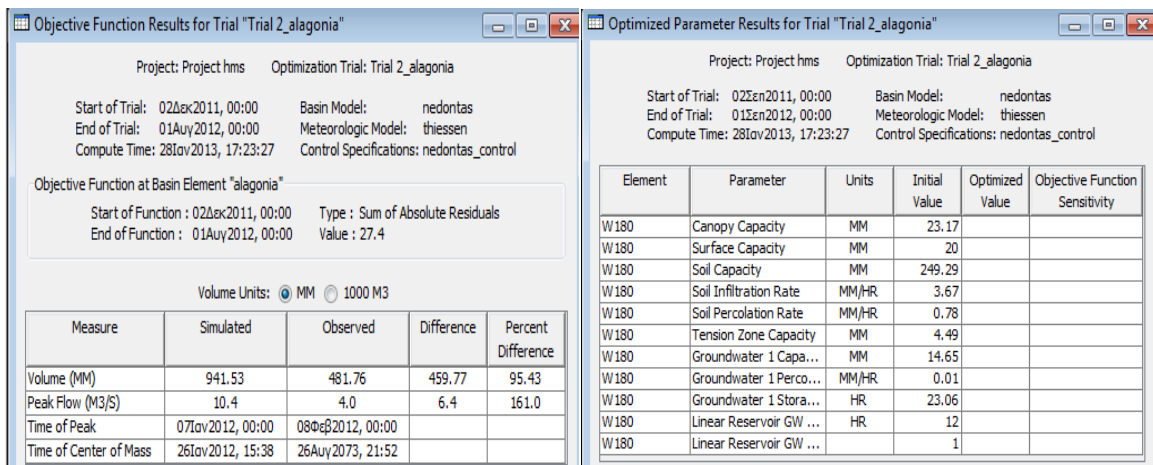 Objective Function Results for Trial "Trial 2_alagonia"
Project: Project hms Optimization Trial: Trial 2_alagonia
Start of Trial: 02Δεκ2011, 00:00 Basin Model: nedontas
End of Trial: 01Αυγ2012, 00:00 Meteorologic Model: thiessen
Compute Time: 28Ιαν2013, 17:23:27 Control Specifications: nedontas_control
Objective Function at Basin Element "alagonia"
Start of Function : 02Δεκ2011, 00:00 Type : Sum of Absolute Residuals
End of Function : 01Αυγ2012, 00:00 Value : 27.4
Volume Units: MM 1000 M3
Measure Simulated Observed Difference Percent Difference
Volume (MM) 941.53 481.76 459.77 95.43
Peak Flow (M3/S) 10.4 4.0 6.4 161.0
Time of Peak 07Ιαν2012, 00:00 08Φεβ2012, 00:00
Time of Center of Mass 26Ιαν2012, 15:38 26Αυγ2073, 21:52
Optimized Parameter Results for Trial "Trial 2_alagonia"
Project: Project hms Optimization Trial: Trial 2_alagonia
Start of Trial: 02Σεπ2011, 00:00 Basin Model: nedontas
End of Trial: 01Σεπ2012, 00:00 Meteorologic Model: thiessen
Compute Time: 28Ιαν2013, 17:23:27 Control Specifications: nedontas_control
Element Parameter Units Initial Value Optimized Value Objective Function Sensitivity
W180 Canopy Capacity MM 23.17
W180 Surface Capacity MM 20
W180 Soil Capacity MM 249.29
W180 Soil Infiltration Rate MM/HR 3.67
W180 Soil Percolation Rate MM/HR 0.78
W180 Tension Zone Capacity MM 4.49
W180 Groundwater 1 Capa... MM 14.65
W180 Groundwater 1 Perco... MM/HR 0.01
W180 Groundwater 1 Stora... HR 23.06
W180 Linear Reservoir GW ... HR 12
W180 Linear Reservoir GW ... 1